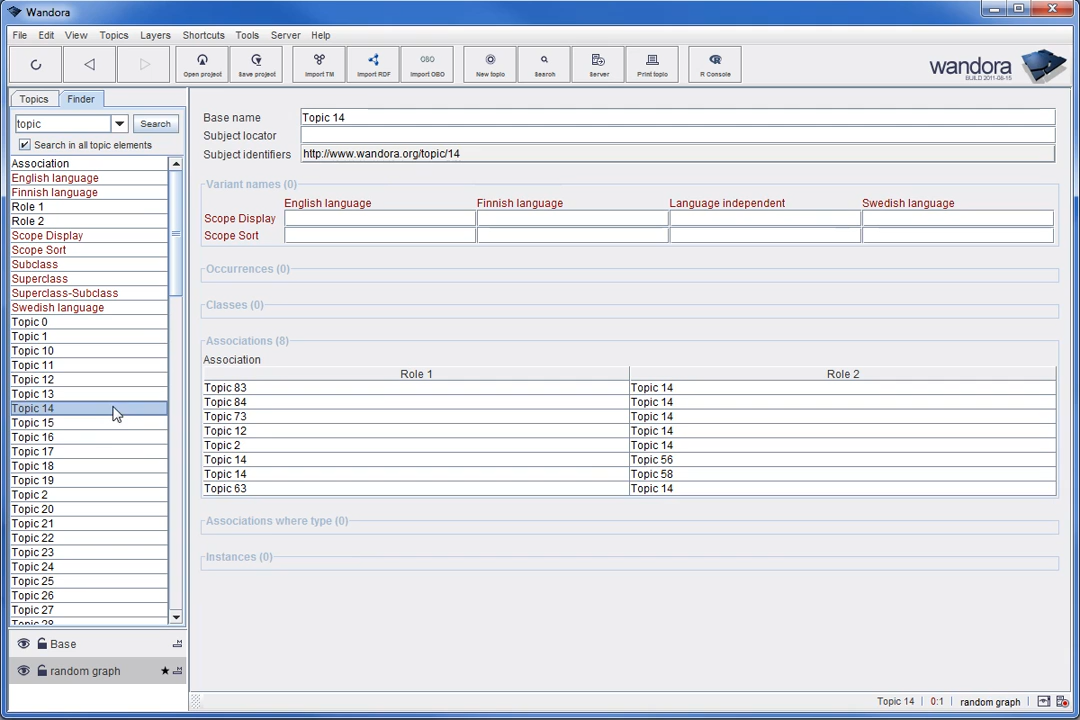 Wandora
File Edit View Topics Layers Shortcuts Tools Server Help
Open project Save project Import TM Import RDF OBO Import OBO New topic Search Server Print topic R R Console
wandora
BUILD 2011-06-15
Topics Finder
topic Search
Search in all topic elements
Association
English language
Finnish language
Role 1
Role 2
Scope Display
Scope Sort
Subclass
Superclass
Superclass-Subclass
Swedish language
Topic 0
Topic 1
Topic 10
Topic 11
Topic 12
Topic 13
Topic 14
Topic 15
Topic 16
Topic 17
Topic 18
Topic 19
Topic 2
Topic 20
Topic 21
Topic 22
Topic 23
Topic 24
Topic 25
Topic 26
Topic 27
Topic 28
Base
random graph
Base name Topic 14
Subject locator
Subject identifiers http://www.wandora.org/topic/14
Variant names (0)
English language Finnish language Language independent Swedish language
Scope Display
Scope Sort
Occurrences (0)
Classes (0)
Associations (8)
Association
Role 1 Role 2
Topic 83 Topic 14
Topic 84 Topic 14
Topic 73 Topic 14
Topic 12 Topic 14
Topic 2 Topic 14
Topic 14 Topic 56
Topic 14 Topic 58
Topic 63 Topic 14
Associations where type (0)
Instances (0)
Topic 14 0:1 random graph